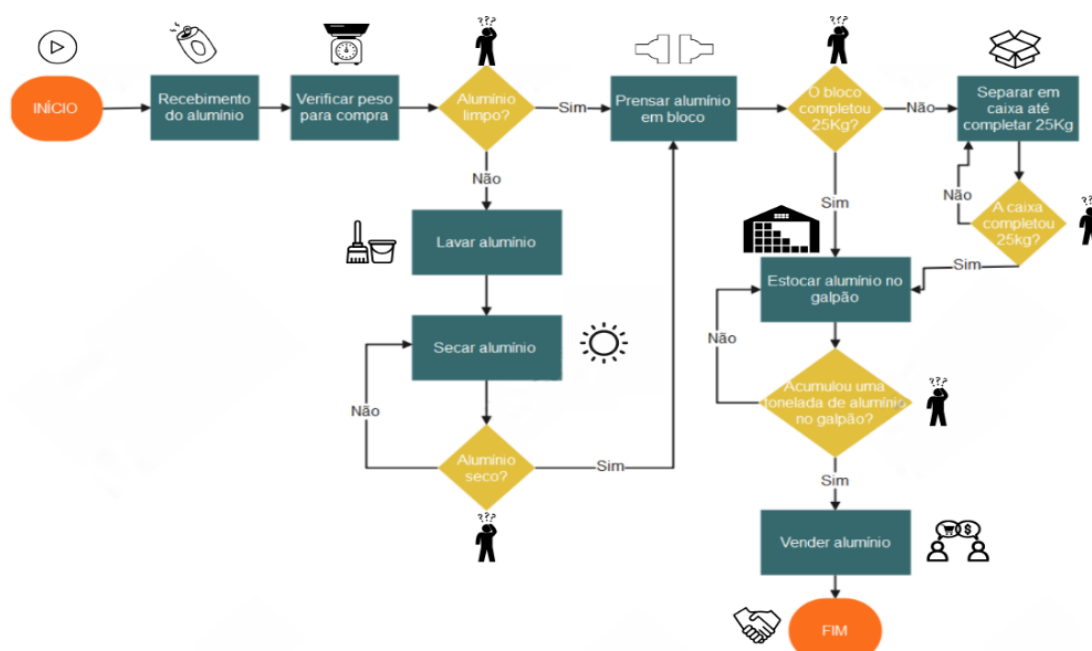 INÍCIO
Recebimento
do alumínio
Verificar peso
para compra
Alumínio
limpo?
Sim
Prensar alumínio
em bloco
O bloco
completou
25Kg?
Não
Separar em
caixa até
completar 25Kg
Não
Lavar alumínio
Secar alumínio
Não
Alumínio
seco?
Sim
Sim
Não
A caixa
completou
25kg?
Sim
Estocar alumínio no
galpão
Não
Acumulou uma
tonelada de alumínio
no galpão?
Sim
Vender alumínio
FIM
???
???
???
???
???
$